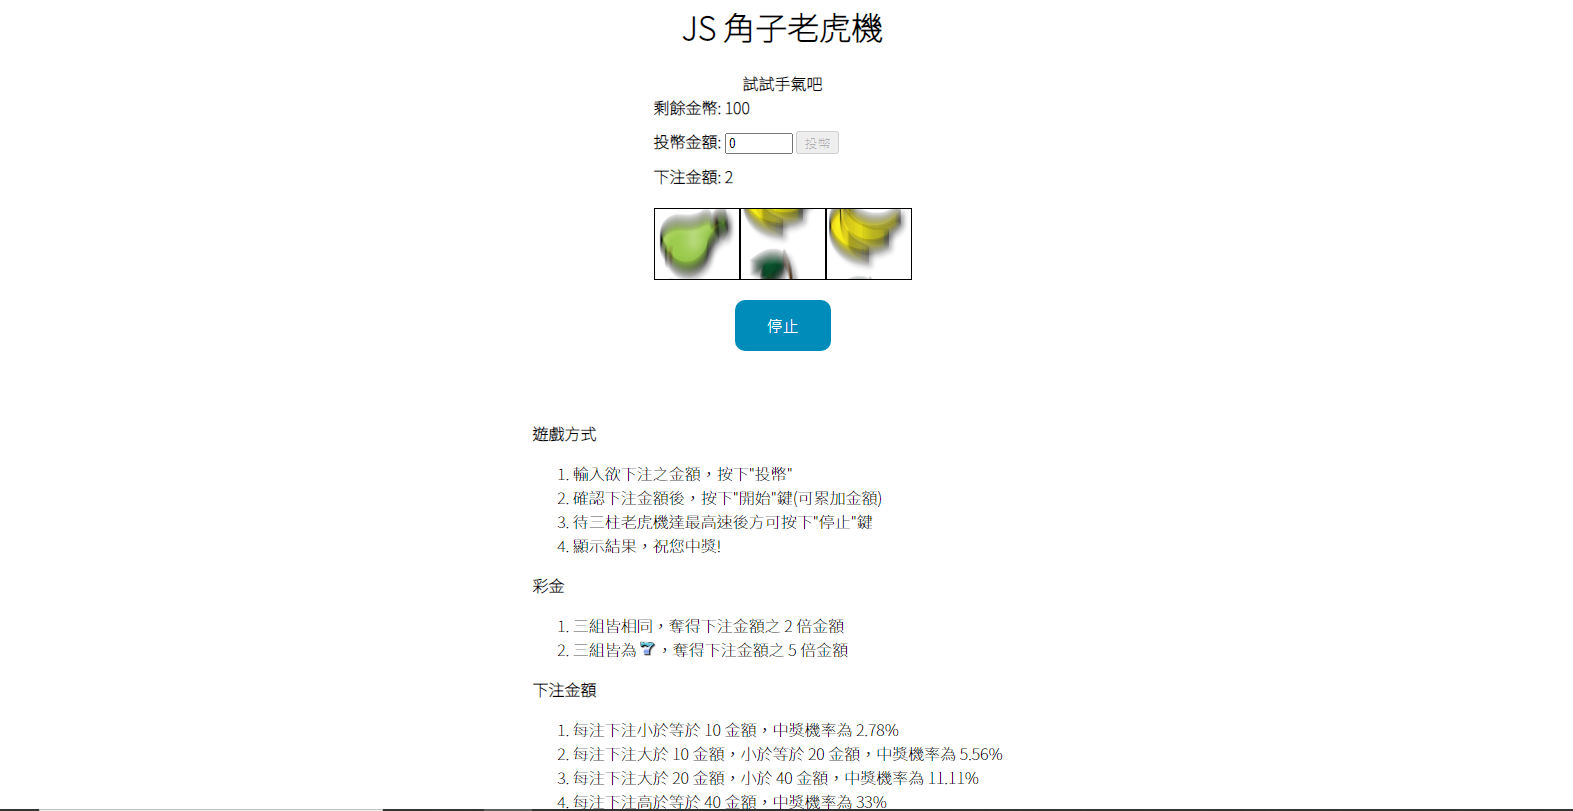 JS 角子老虎機
試試手氣吧
剩餘金幣: 100
投幣金額: 0 投幣
下注金額: 2
停止
遊戲方式
1. 輸入欲下注之金額，按下"投幣"
2. 確認下注金額後，按下"開始"鍵(可累加金額)
3. 待三柱老虎機達最高速後方可按下"停止"鍵
4. 顯示結果，祝您中獎!
彩金
1. 三組皆相同，奪得下注金額之 2 倍金額
2. 三組皆為 7，奪得下注金額之 5 倍金額
下注金額
1. 每注下注小於等於 10 金額，中獎機率為 2.78%
2. 每注下注大於 10 金額，小於等於 20 金額，中獎機率為 5.56%
3. 每注下注大於 20 金額，小於 40 金額，中獎機率為 11.11%
4. 每注下注高於等於 40 金額，中獎機率為 33%